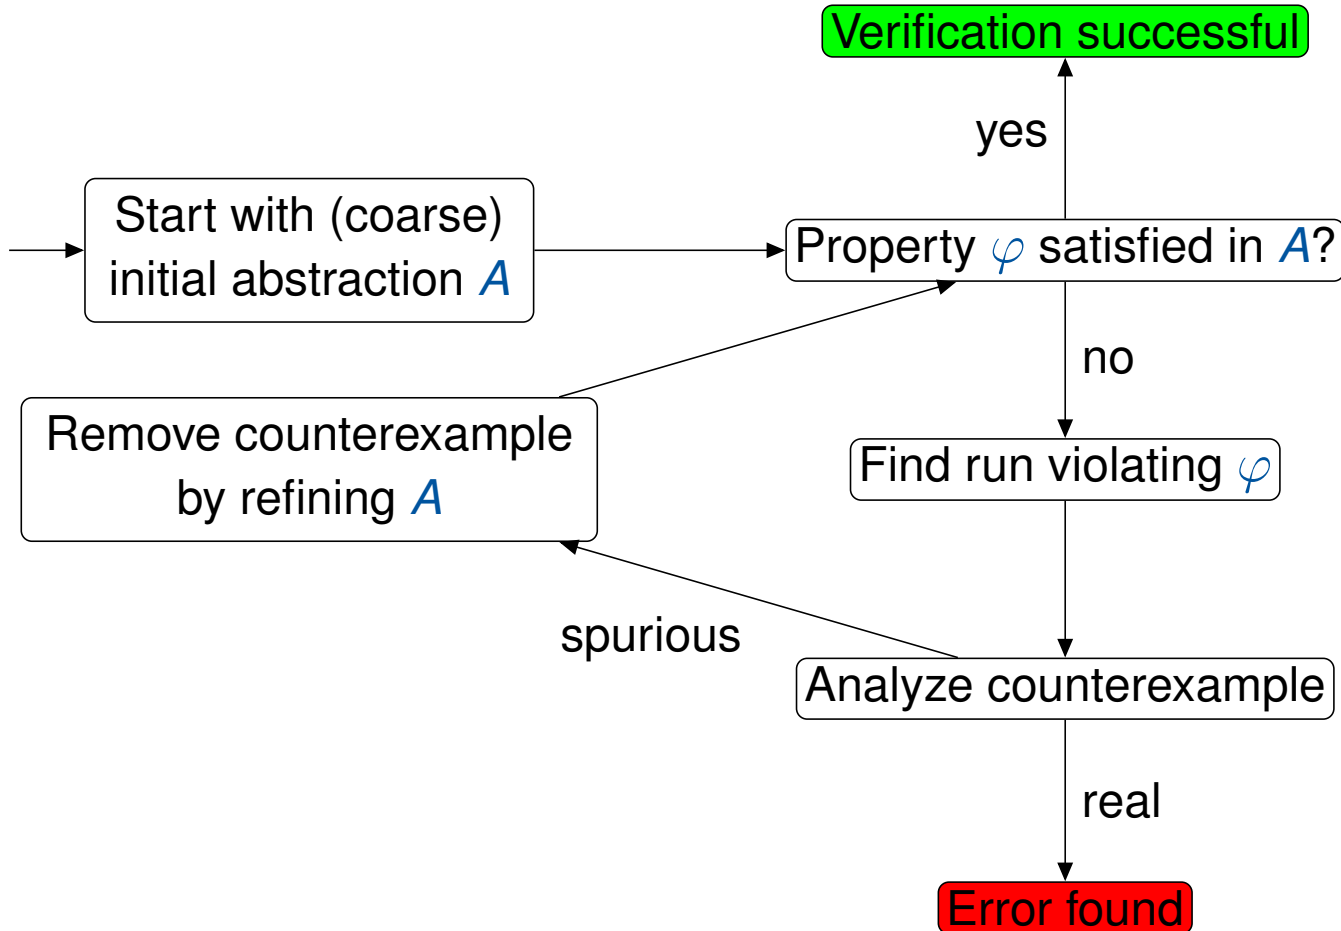 Verification successful
yes
Start with (coarse)
initial abstraction A
Property φ satisfied in A?
no
Remove counterexample
by refining A
Find run violating φ
spurious
Analyze counterexample
real
Error found